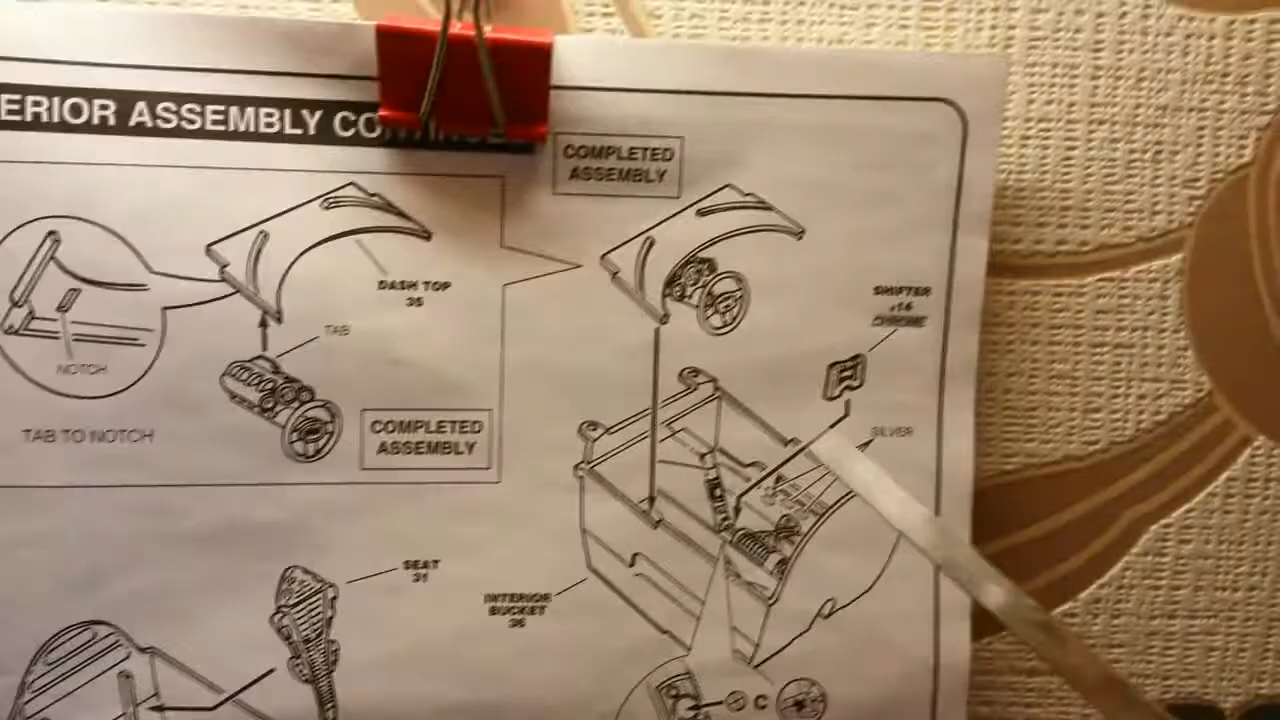 ERIOR ASSEMBLY
COMPLETED
ASSEMBLY
DASH TOP
35
SHIFTER
CHROME
TAB
NOTCH
TAB TO NOTCH
COMPLETED
ASSEMBLY
SILVER
SEAT
31
INTERIOR
BUCKET
36
C